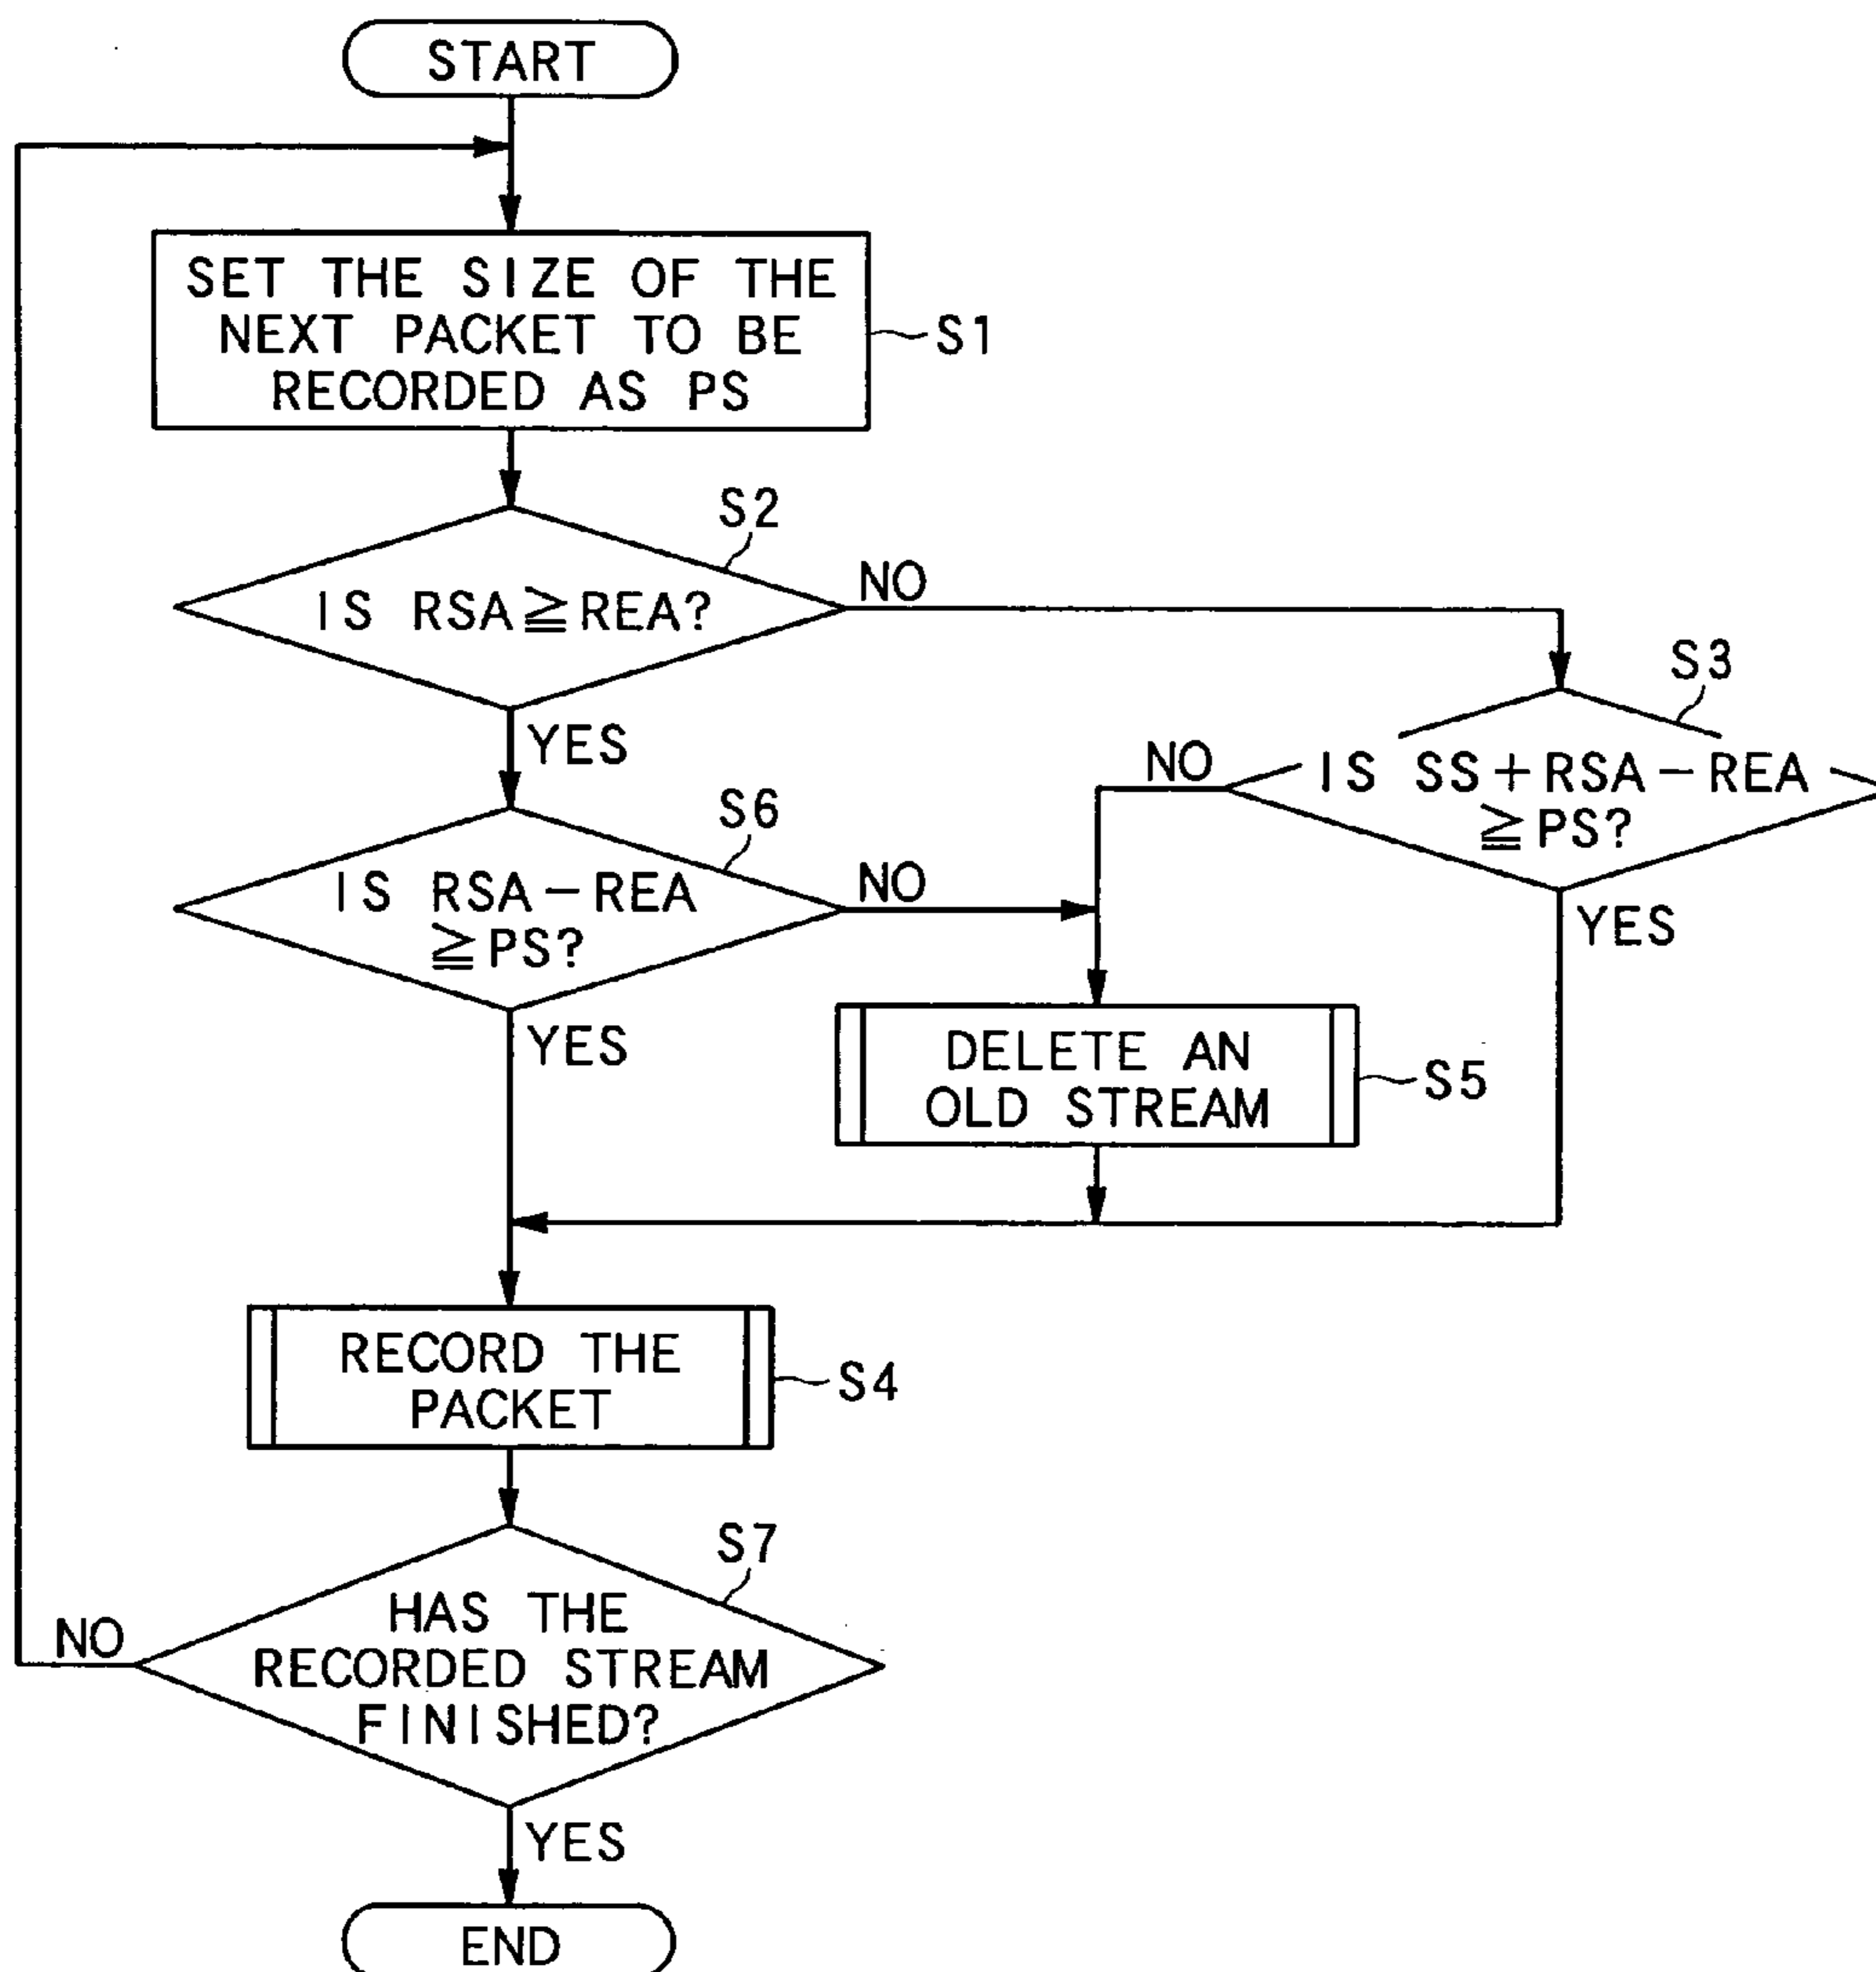 START
SET THE SIZE OF THE
NEXT PACKET TO BE
RECORDED AS PS
S1
S2
IS RSA≧REA?
NO
YES
S3
IS SS+RSA-REA
≧PS?
NO
YES
S6
IS RSA-REA
≧PS?
NO
YES
DELETE AN
OLD STREAM
S5
RECORD THE
PACKET
S4
S7
HAS THE
RECORDED STREAM
FINISHED?
NO
YES
END